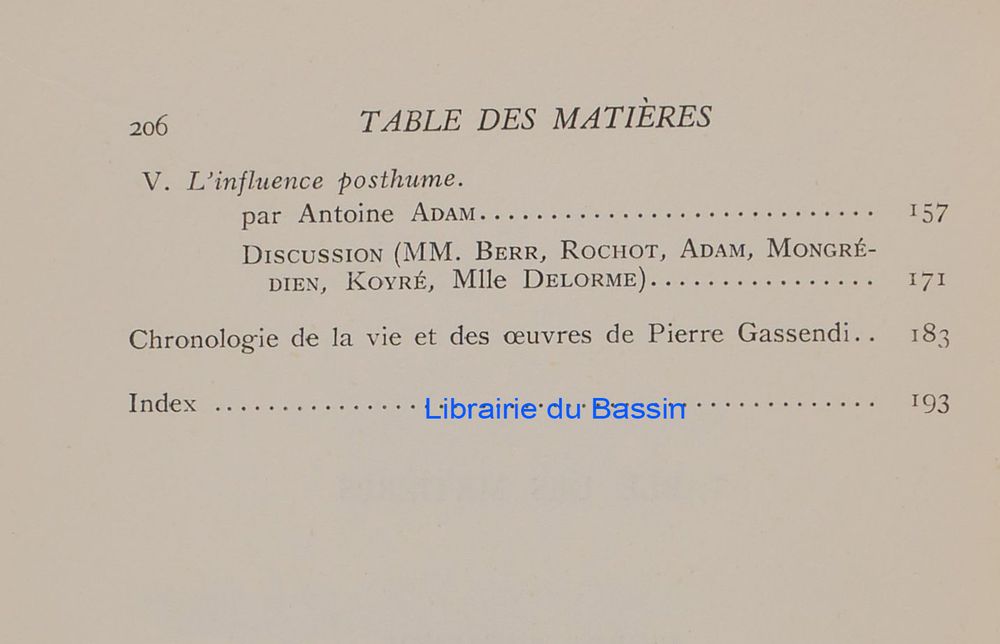 206 TABLE DES MATIÈRES
V. L'influence posthume.
par Antoine ADAM............................ 157
DISCUSSION (MM. BERR, ROCHOT, ADAM, MONGRÉ-
DIEN, KOYRÉ, Mlle DELORME)................ 171
Chronologie de la vie et des œuvres de Pierre Gassendi.. 183
Index .................................................. 193
Librairie du Bassin